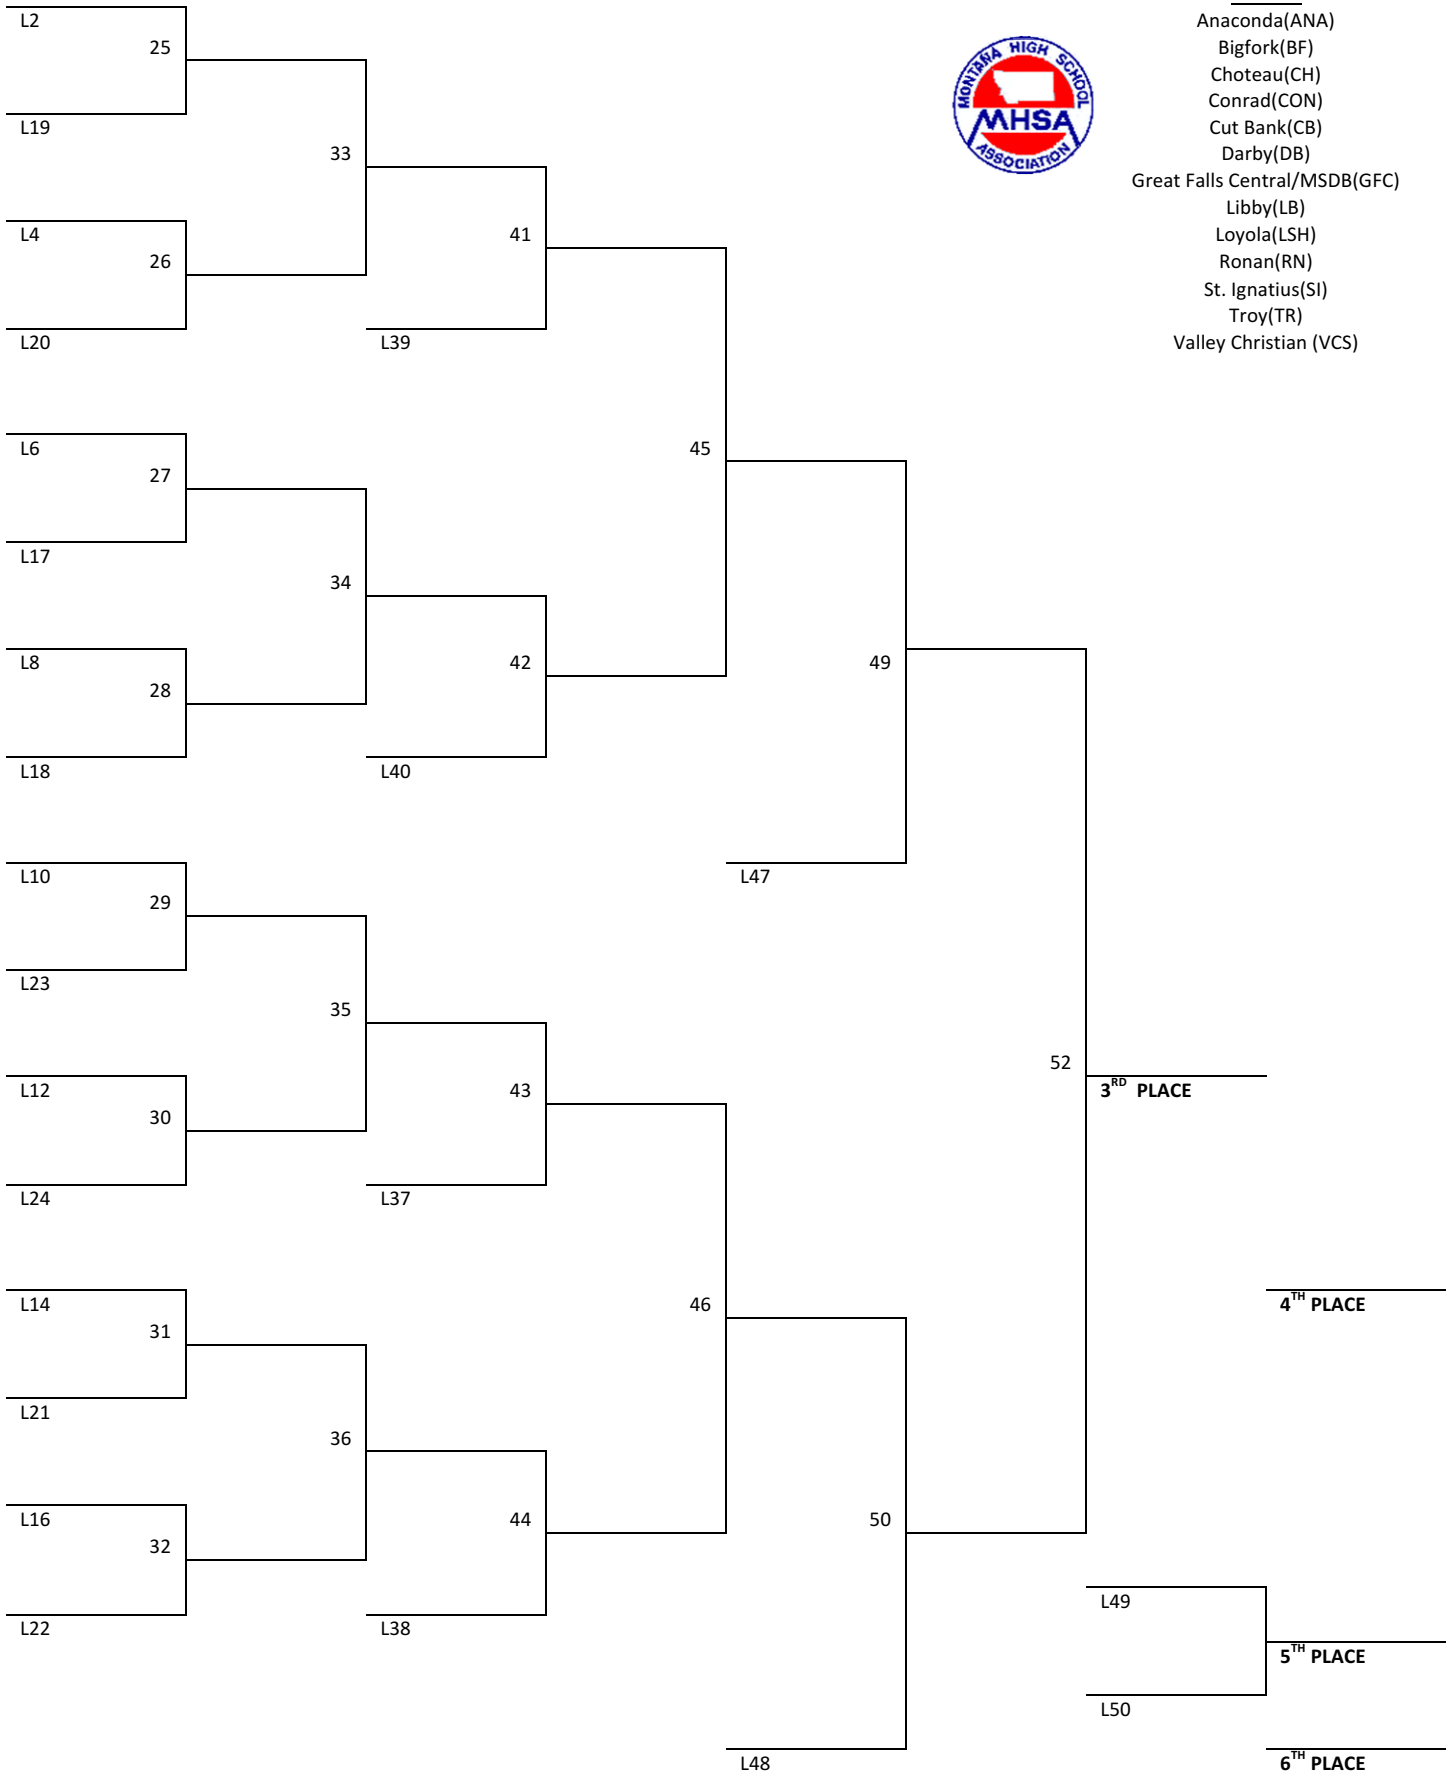 L2
25
L19
33
L4
26
L20
41
L39
L6
27
L17
34
L8
28
L18
42
L40
45
49
L47
L10
29
L23
35
L12
30
L24
43
L37
L14
31
L21
36
L16
32
L22
44
L38
46
50
L48
52
3RD PLACE
4TH PLACE
L49
L50
5TH PLACE
6TH PLACE
MONTANA HIGH SCHOOL
MHSA
ASSOCIATION
Anaconda(ANA)
Bigfork(BF)
Choteau(CH)
Conrad(CON)
Cut Bank(CB)
Darby(DB)
Great Falls Central/MSDB(GFC)
Libby(LB)
Loyola(LSH)
Ronan(RN)
St. Ignatius(SI)
Troy(TR)
Valley Christian (VCS)